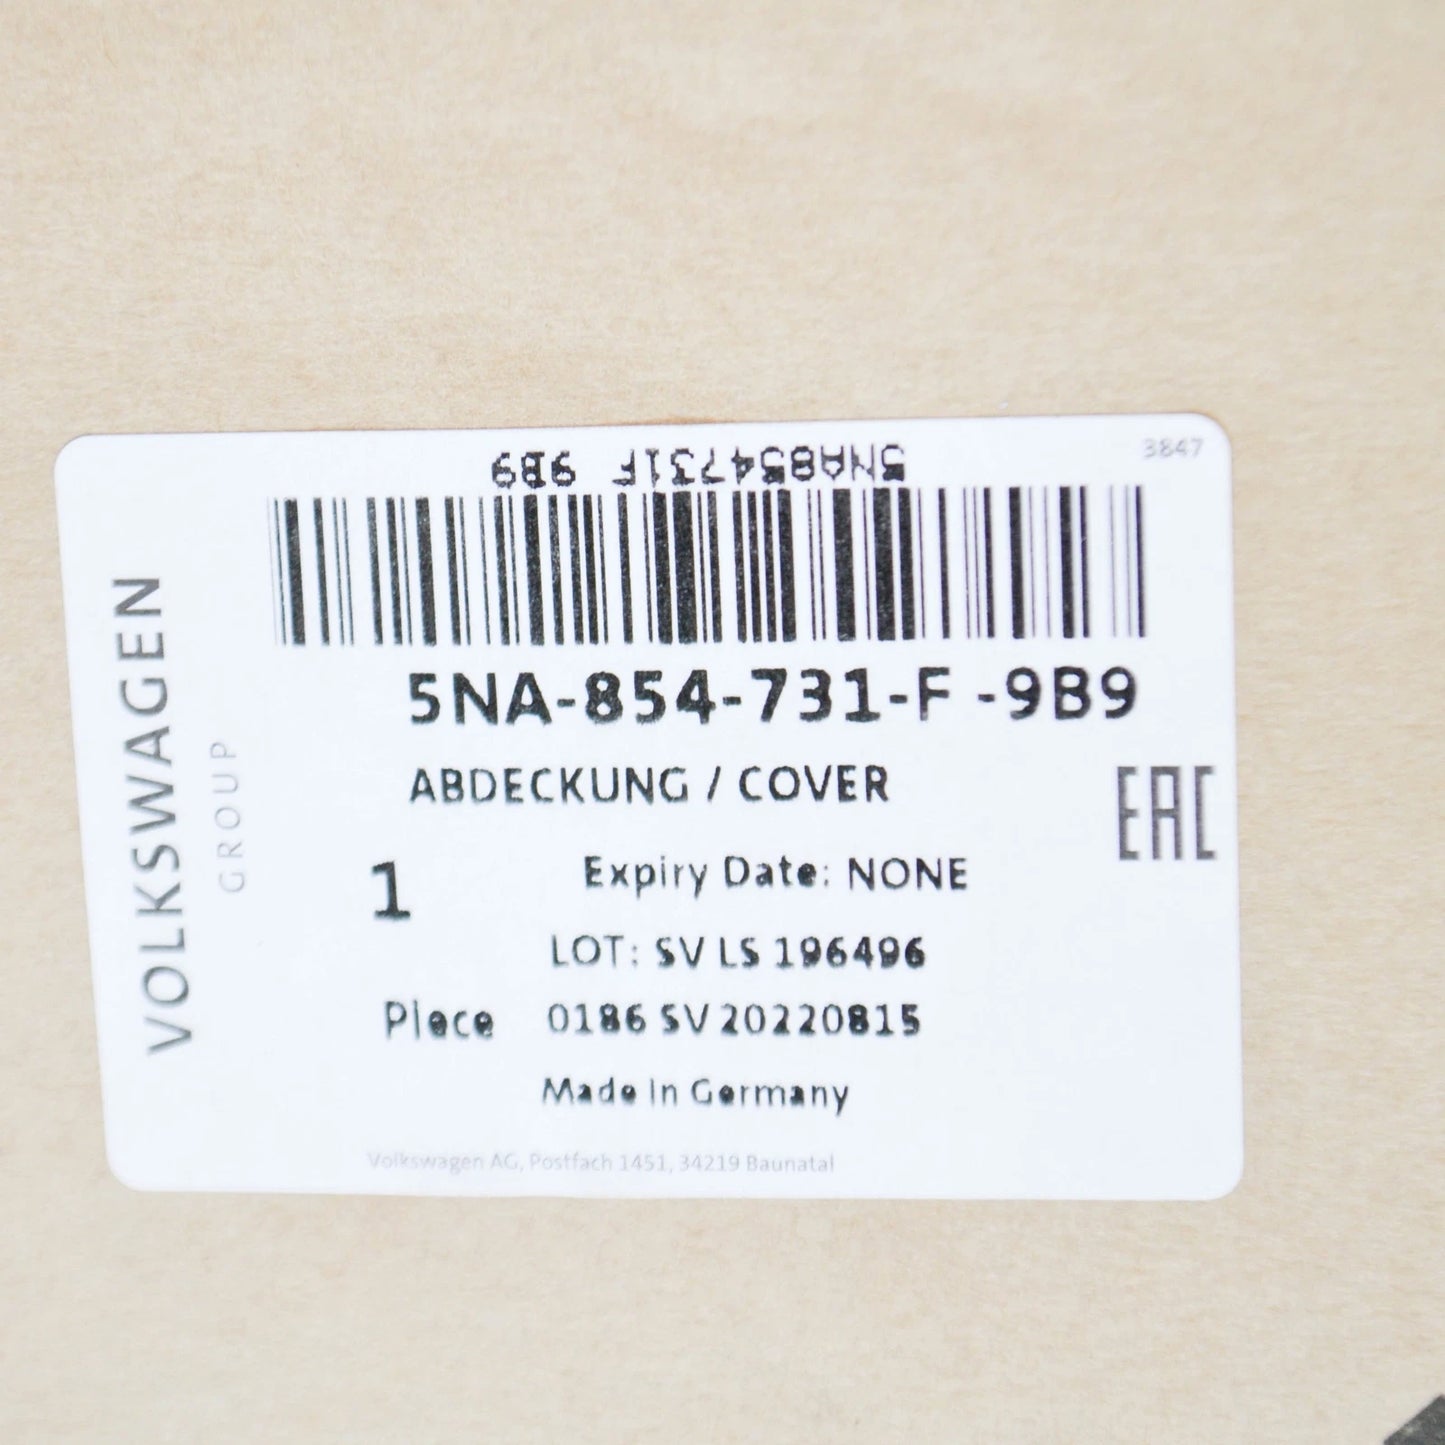 3847
5NA854731F 9B9
5NA-854-731-F -9B9
ABDECKUNG / COVER
EAC
1
Expiry Date: NONE
LOT: SV LS 196496
Piece
0186 SV 20220815
Made in Germany
Volkswagen AG, Postfach 1451, 34219 Baunatal
VOLKSWAGEN
GROUP